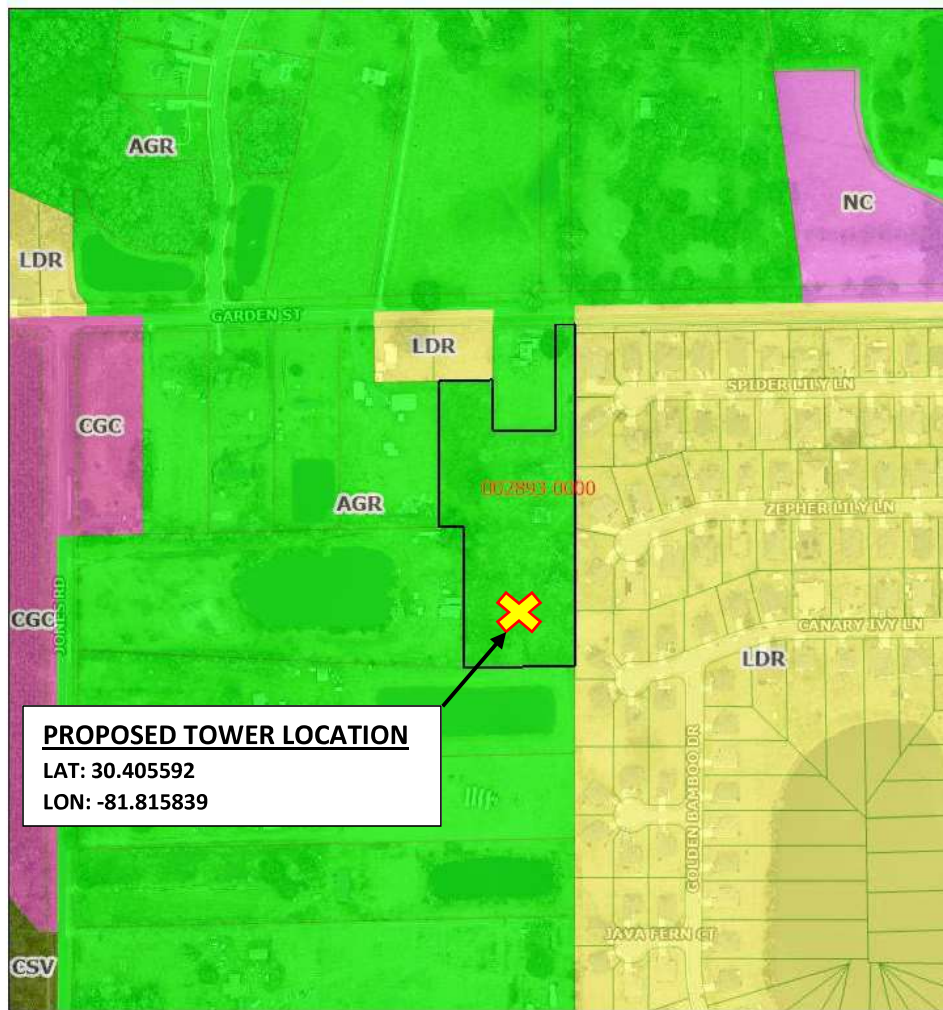 AGR
NC
LDR
GARDEN ST
LDR
SPIDER LILY LN
CGC
002893 0000
AGR
ZEPHER LILY LN
JONES RD
CGC
CANARY IVY LN
LDR
PROPOSED TOWER LOCATION
LAT: 30.405592
LON: -81.815839
GOLDEN BAMBOO DR
JAVA FERN CT
CSV